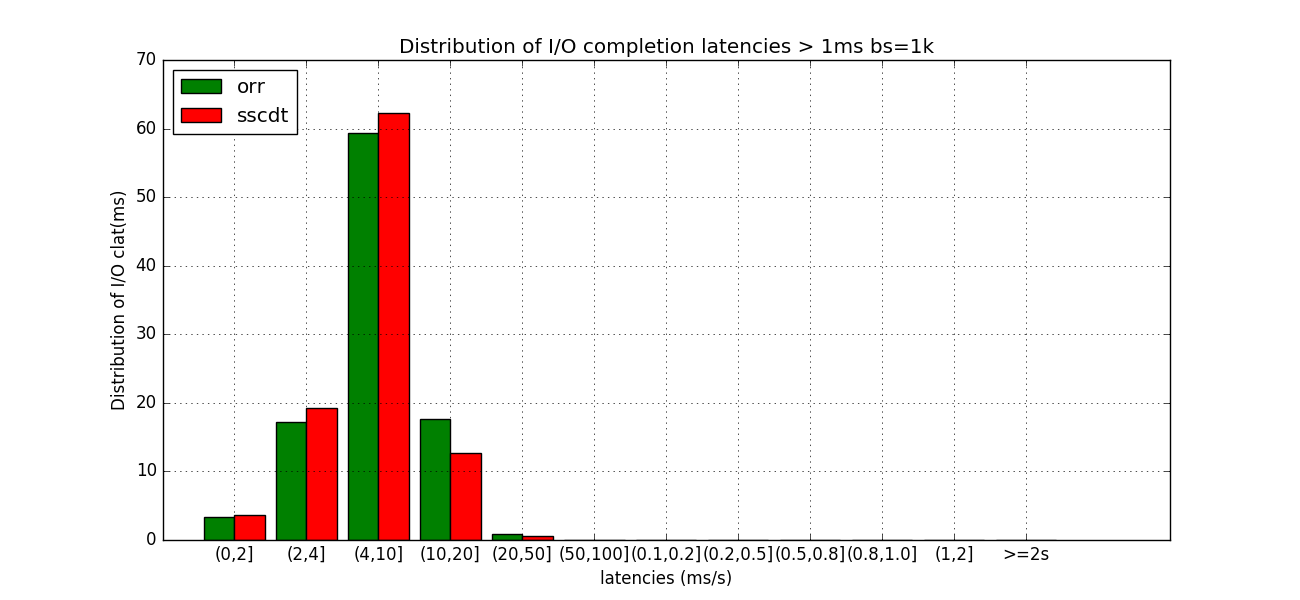 Distribution of I/O completion latencies > 1ms bs=1k
orr
sscdt
Distribution of I/O clat(ms)
70
60
50
40
30
20
10
0
(0,2] (2,4] (4,10] (10,20] (20,50] (50,100] (0.1,0.2] (0.2,0.5] (0.5,0.8] (0.8,1.0] (1,2] >=2s
latencies (ms/s)